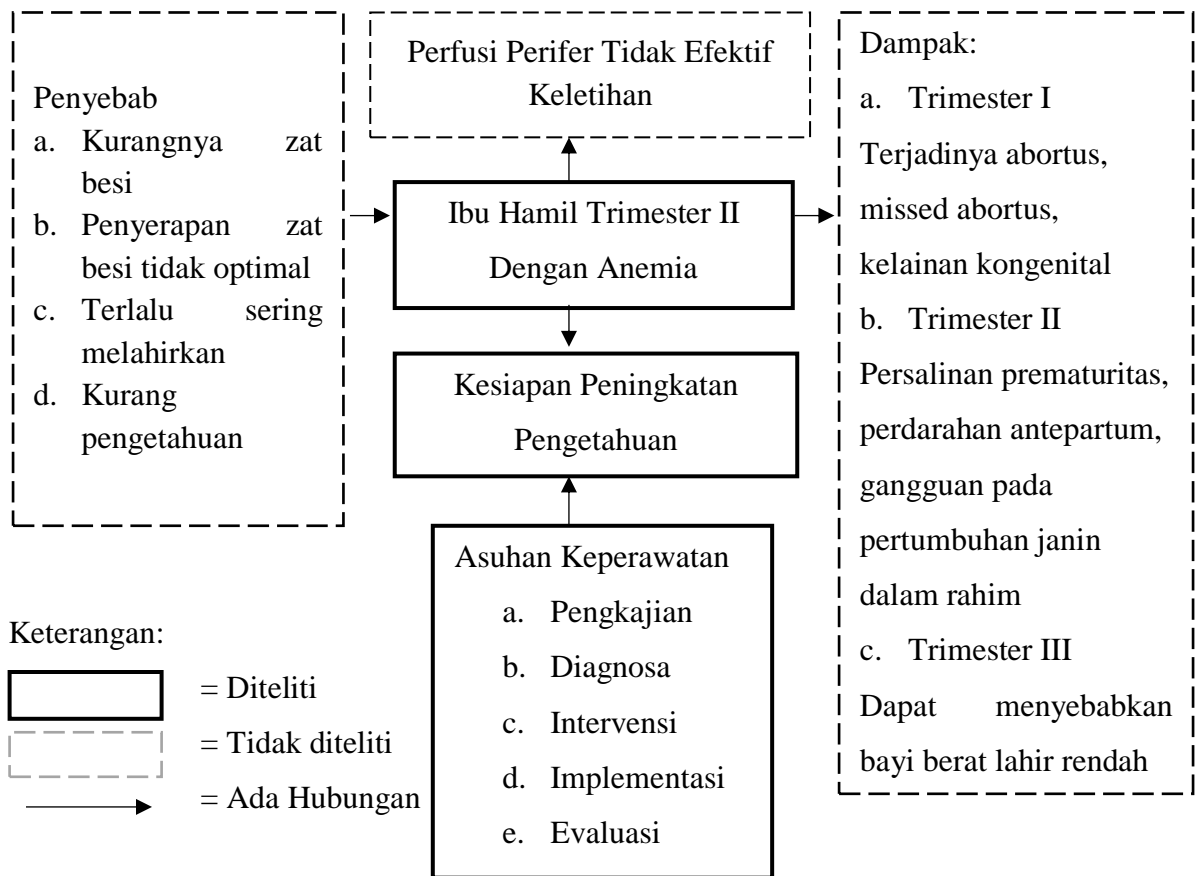 Penyebab
a. Kurangnya zat
besi
b. Penyerapan zat
besi tidak optimal
c. Terlalu sering
melahirkan
d. Kurang
pengetahuan
Perfusi Perifer Tidak Efektif
Keletihan
Ibu Hamil Trimester II
Dengan Anemia
Kesiapan Peningkatan
Pengetahuan
Asuhan Keperawatan
a. Pengkajian
b. Diagnosa
c. Intervensi
d. Implementasi
e. Evaluasi
Dampak:
a. Trimester I
Terjadinya abortus,
missed abortus,
kelainan kongenital
b. Trimester II
Persalinan prematuritas,
perdarahan antepartum,
gangguan pada
pertumbuhan janin
dalam rahim
c. Trimester III
Dapat menyebabkan
bayi berat lahir rendah
Keterangan:
= Diteliti
= Tidak diteliti
= Ada Hubungan